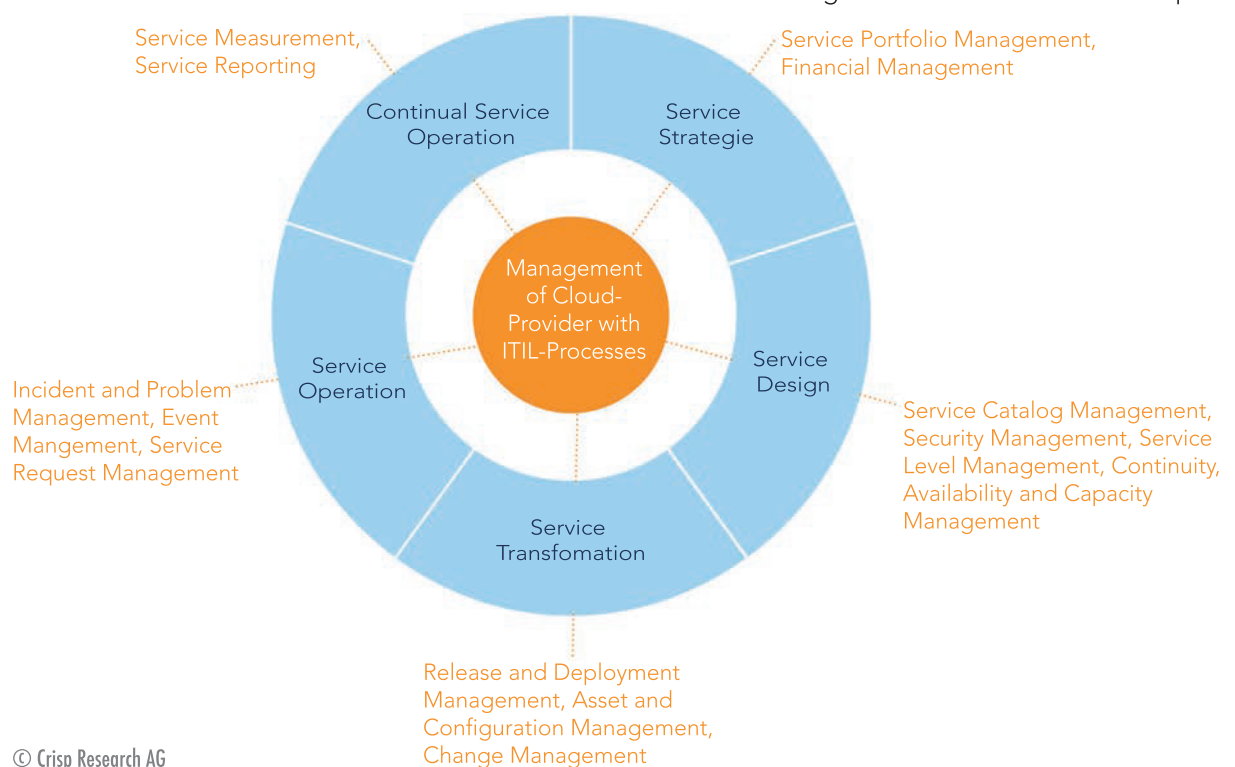 Service Measurement,
Service Reporting
Service Portfolio Management,
Financial Management
Continual Service
Operation
Service
Strategie
Management
of Cloud-
Provider with
ITIL-Processes
Service
Operation
Service
Design
Incident and Problem
Management, Event
Mangement, Service
Request Management
Service Catalog Management,
Security Management, Service
Level Management, Continuity,
Availability and Capacity
Management
Service
Transfomation
Release and Deployment
Management, Asset and
Configuration Management,
Change Management
© Crisp Research AG